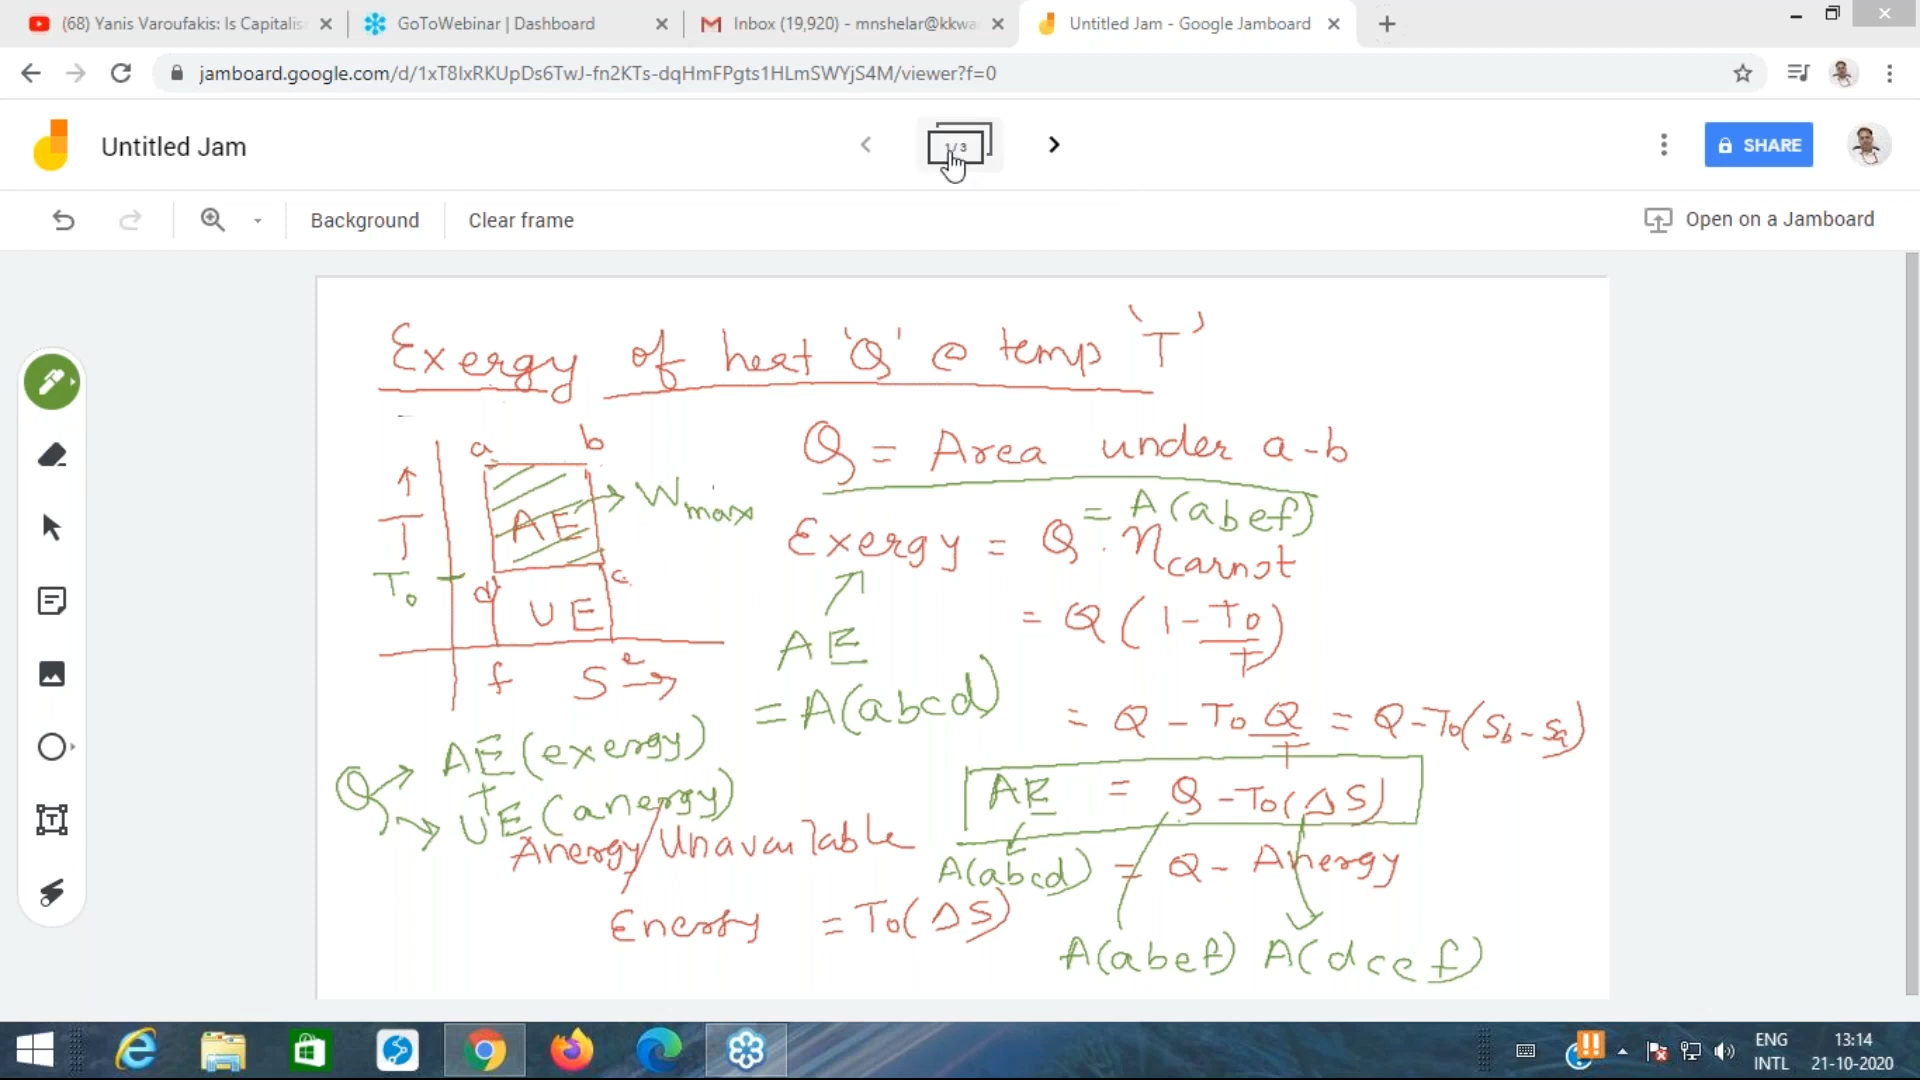 (68) Yanis Varoufakis: Is Capitalis
GoToWebinar | Dashboard
Inbox (19,920) - mnshelar@kkwa
Untitled Jam - Google Jamboard
jamboard.google.com/d/1xT8IxRKUpDs6TwJ-fn2KTs-dqHmFPgts1HLmSWYjS4M/viewer?f=0
Untitled Jam
1/3
SHARE
Background
Clear frame
Open on a Jamboard
Exergy of heat 'Q' @ temp 'T'
a b
Q = Area under a-b
↑
T
AE → Wmax
= A(abef)
Exergy = Q . ηcarnot
T0
d c
UE
AE
= Q (1 - T0/T)
f S e →
= A(abcd)
= Q - T0 Q/T = Q - T0(Sb - Sa)
Q → AE (exergy)
+
→ UE (anergy)
AE = Q - T0(ΔS)
Anergy/Unavailable
A(abcd) = Q - Anergy
Energy = T0(ΔS)
A(abef) A(dcef)
ENG
INTL
13:14
21-10-2020